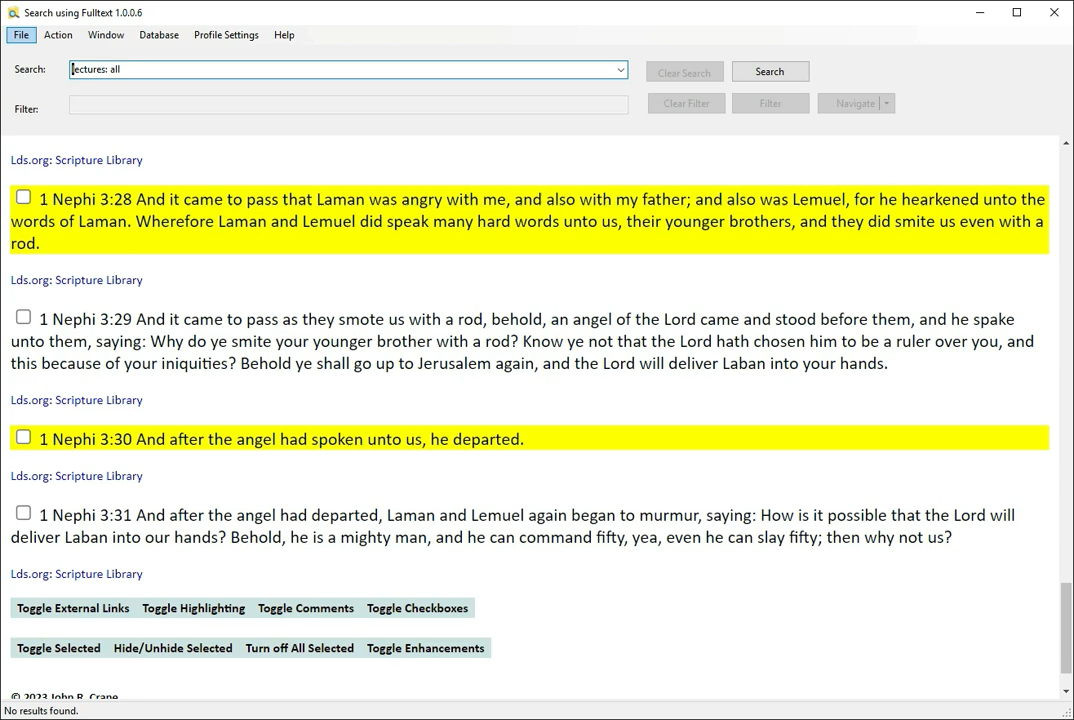 Search using Fulltext 1.0.0.6
File Action Window Database Profile Settings Help
Search: lectures: all Clear Search Search
Filter: Clear Filter Filter Navigate
Lds.org: Scripture Library
1 Nephi 3:28 And it came to pass that Laman was angry with me, and also with my father; and also was Lemuel, for he hearkened unto the
words of Laman. Wherefore Laman and Lemuel did speak many hard words unto us, their younger brothers, and they did smite us even with a
rod.
Lds.org: Scripture Library
1 Nephi 3:29 And it came to pass as they smote us with a rod, behold, an angel of the Lord came and stood before them, and he spake
unto them, saying: Why do ye smite your younger brother with a rod? Know ye not that the Lord hath chosen him to be a ruler over you, and
this because of your iniquities? Behold ye shall go up to Jerusalem again, and the Lord will deliver Laban into your hands.
Lds.org: Scripture Library
1 Nephi 3:30 And after the angel had spoken unto us, he departed.
Lds.org: Scripture Library
1 Nephi 3:31 And after the angel had departed, Laman and Lemuel again began to murmur, saying: How is it possible that the Lord will
deliver Laban into our hands? Behold, he is a mighty man, and he can command fifty, yea, even he can slay fifty; then why not us?
Lds.org: Scripture Library
Toggle External Links Toggle Highlighting Toggle Comments Toggle Checkboxes
Toggle Selected Hide/Unhide Selected Turn off All Selected Toggle Enhancements
© 2023 John R. Crane
No results found.